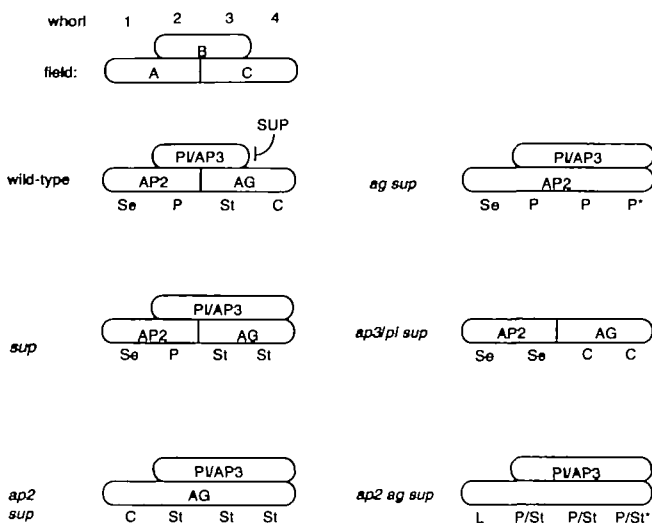 whorl 1 2 3 4
B
field: A C
SUP
PI/AP3
wild-type AP2 AG
Se P St C
PI/AP3
ag sup AP2
Se P P P*
PI/AP3
sup AP2 AG
Se P St St
ap3/pi sup AP2 AG
Se Se C C
PI/AP3
ap2 AG
sup C St St St
PI/AP3
ap2 ag sup
L P/St P/St P/St*